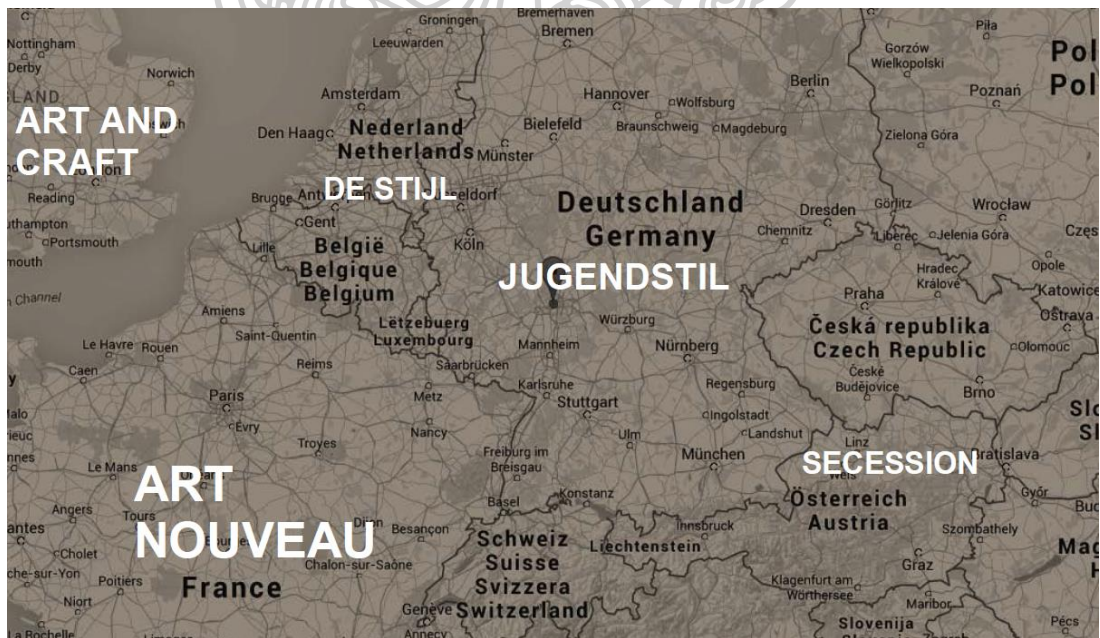 Groningen
Bremerhaven
Bremen
Leeuwarden
Piła
Nottingham
Derby
Norwich
Gorzów
Wielkopolski
Pol
Pol
Berlin
Amsterdam
Hannover
Wolfsburg
Poznań
ART AND
CRAFT
Den Haag
Nederland
Netherlands
Bielefeld
Braunschweig
Magdeburg
Münster
Zielona Góra
London
Reading
DE STIJL
Brugge
Gent
Deutschland
Germany
Dresden
Görlitz
Wrocław
Chemnitz
Liberec
Jelenia Góra
Portsmouth
Lille
België
Belgique
Belgium
Köln
JUGENDSTIL
Hradec
Králové
Opole
Praha
Katowice
Channel
Amiens
Saint-Quentin
Lëtzebuerg
Luxembourg
Würzburg
Česká republika
Czech Republic
Ostrava
Olomouc
Le Havre
Rouen
Mannheim
Nürnberg
Caen
Reims
Saarbrücken
České
Budějovice
Brno
Paris
Metz
Karlsruhe
Stuttgart
Regensburg
Évry
Nancy
Ingolstadt
Landshut
Troyes
Ulm
Linz
Le Mans
Freiburg im
Breisgau
München
SECESSION
Bratislava
Wels
ART
NOUVEAU
Angers
Tours
Dijon
Besançon
Basel
Konstanz
Österreich
Austria
Győr
Innsbruck
Szombathely
Cholet
Chalon-sur-Saône
Schweiz
Suisse
Svizzera
Switzerland
Liechtenstein
Graz
Poitiers
France
Klagenfurt am
Wörthersee
Niort
Genève
Maribor
Annecy
Slovenija
Pécs
La Rochelle